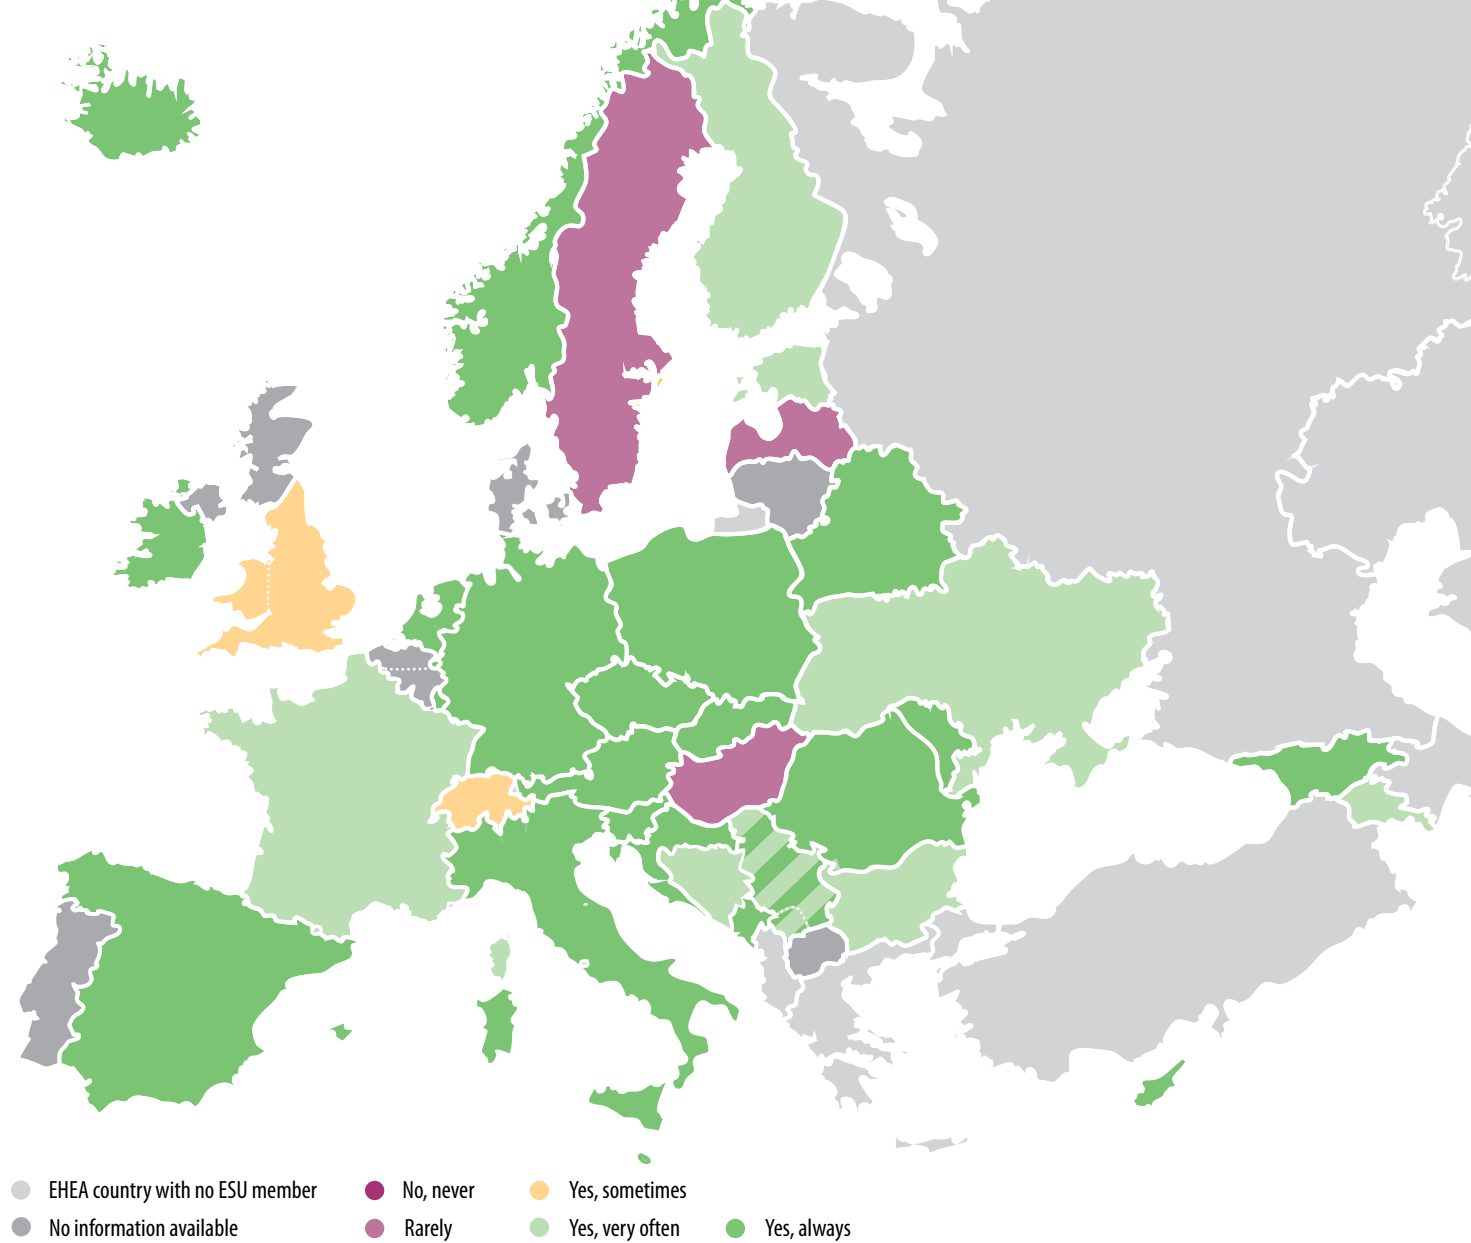 EHEA country with no ESU member
No, never
Yes, sometimes
No information available
Rarely
Yes, very often
Yes, always